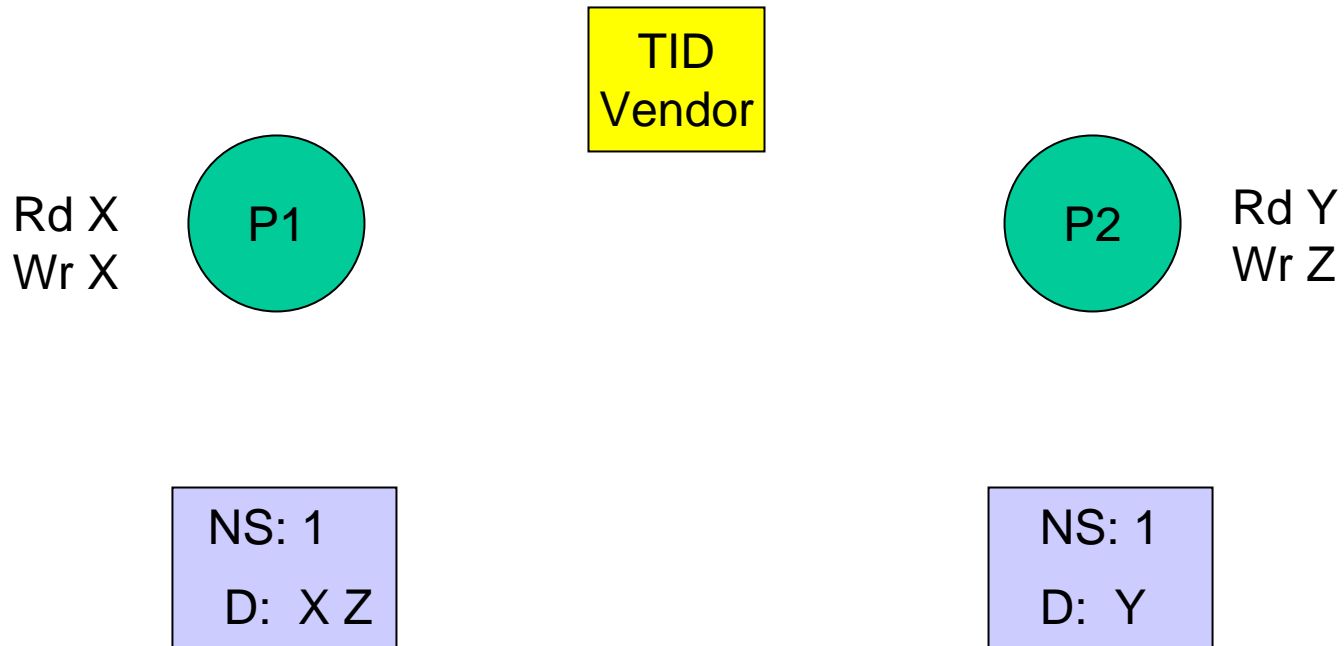 TID
Vendor
Rd X
Wr X
P1
P2
Rd Y
Wr Z
NS: 1
D: X Z
NS: 1
D: Y